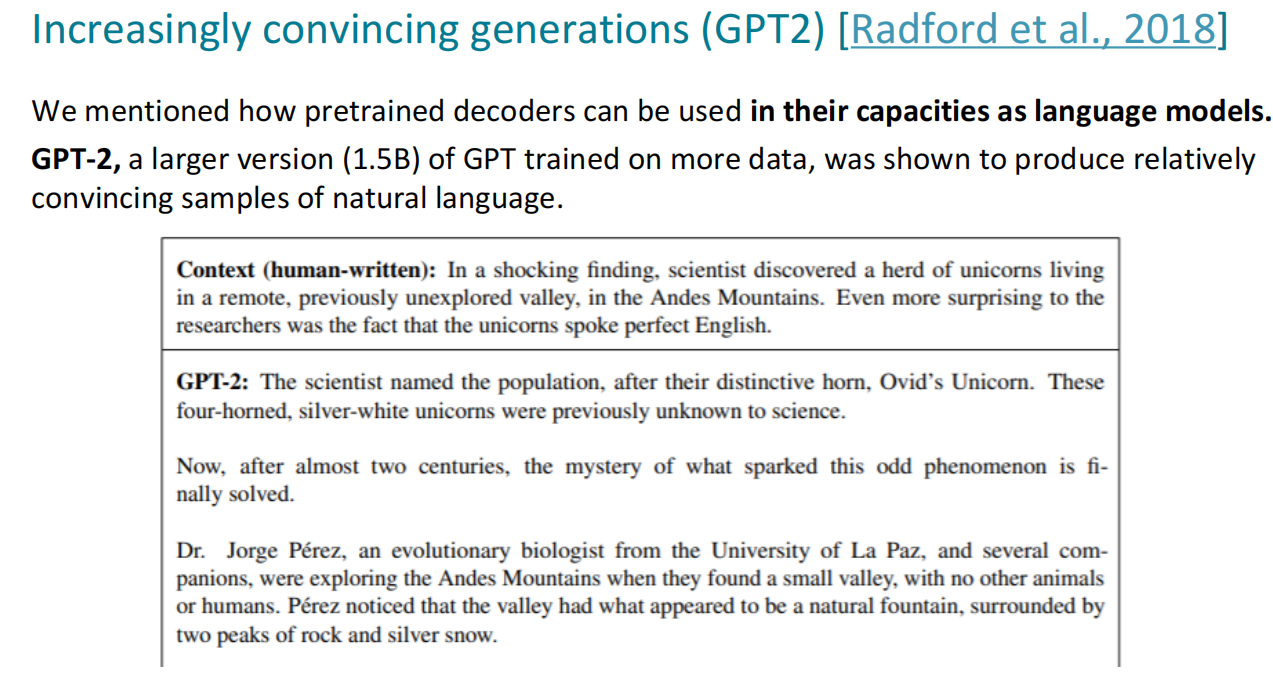 Increasingly convincing generations (GPT2) [Radford et al., 2018]
We mentioned how pretrained decoders can be used in their capacities as language models.
GPT-2, a larger version (1.5B) of GPT trained on more data, was shown to produce relatively
convincing samples of natural language.
Context (human-written): In a shocking finding, scientist discovered a herd of unicorns living
in a remote, previously unexplored valley, in the Andes Mountains. Even more surprising to the
researchers was the fact that the unicorns spoke perfect English.
GPT-2: The scientist named the population, after their distinctive horn, Ovid's Unicorn. These
four-horned, silver-white unicorns were previously unknown to science.
Now, after almost two centuries, the mystery of what sparked this odd phenomenon is fi-
nally solved.
Dr. Jorge Pérez, an evolutionary biologist from the University of La Paz, and several com-
panions, were exploring the Andes Mountains when they found a small valley, with no other animals
or humans. Pérez noticed that the valley had what appeared to be a natural fountain, surrounded by
two peaks of rock and silver snow.